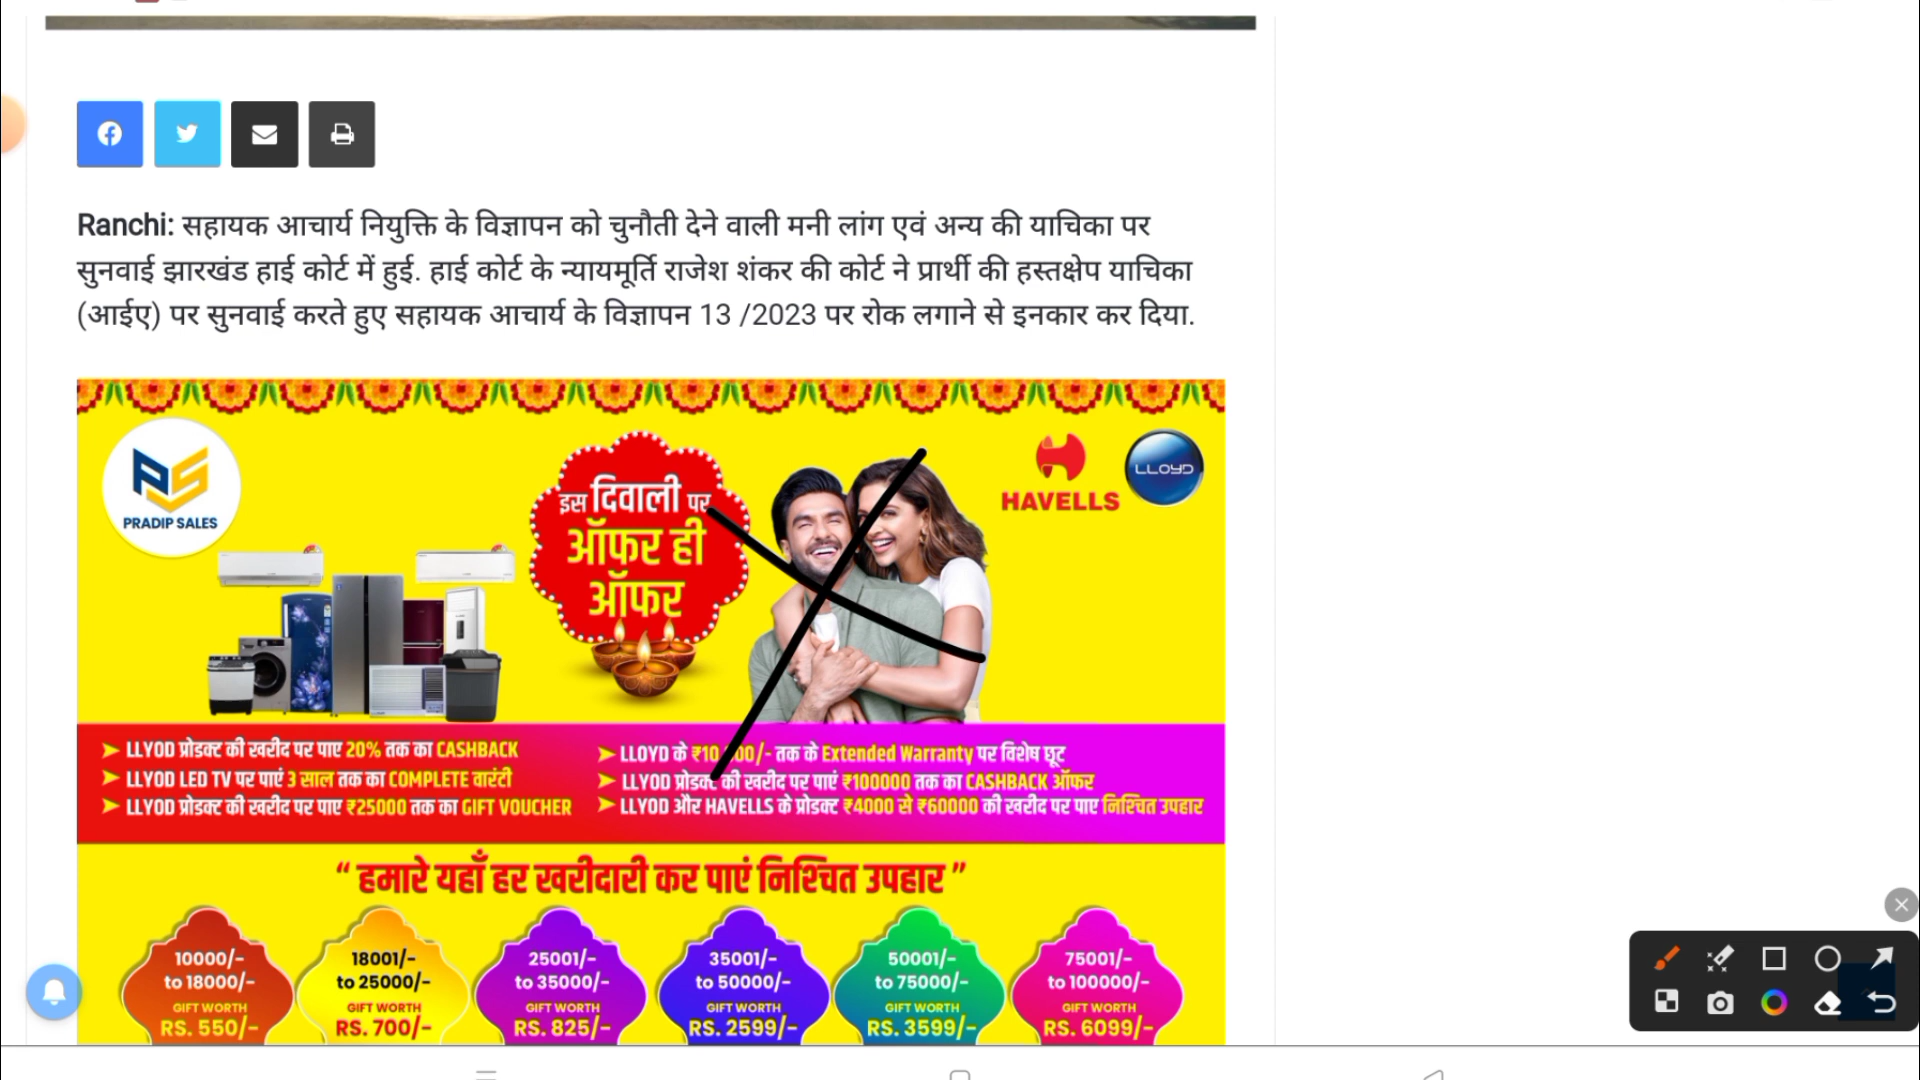 Ranchi: सहायक आचार्य नियुक्ति के विज्ञापन को चुनौती देने वाली मनी लांग एवं अन्य की याचिका पर
सुनवाई झारखंड हाई कोर्ट में हुई. हाई कोर्ट के न्यायमूर्ति राजेश शंकर की कोर्ट ने प्रार्थी की हस्तक्षेप याचिका
(आईए) पर सुनवाई करते हुए सहायक आचार्य के विज्ञापन 13 /2023 पर रोक लगाने से इनकार कर दिया.
PRADIP SALES
इस दिवाली पर
ऑफर ही
ऑफर
HAVELLS
LLOYD
LLYOD प्रोडक्ट की खरीद पर पाए 20% तक का CASHBACK
LLYOD LED TV पर पाएं 3 साल तक का COMPLETE वारंटी
LLYOD प्रोडक्ट की खरीद पर पाए ₹25000 तक का GIFT VOUCHER
LLOYD के तक के Extended Warranty पर विशेष छूट
LLYOD प्रोडक्ट की खरीद पर पाएं ₹100000 तक का CASHBACK ऑफर
LLYOD और HAVELLS के प्रोडक्ट ₹4000 से ₹60000 की खरीद पर पाए निश्चित उपहार
“ हमारे यहाँ हर खरीदारी कर पाएं निश्चित उपहार ”
10000/-
to 18000/-
GIFT WORTH
RS. 550/-
18001/-
to 25000/-
GIFT WORTH
RS. 700/-
25001/-
to 35000/-
GIFT WORTH
RS. 825/-
35001/-
to 50000/-
GIFT WORTH
RS. 2599/-
50001/-
to 75000/-
GIFT WORTH
RS. 3599/-
75001/-
to 100000/-
GIFT WORTH
RS. 6099/-